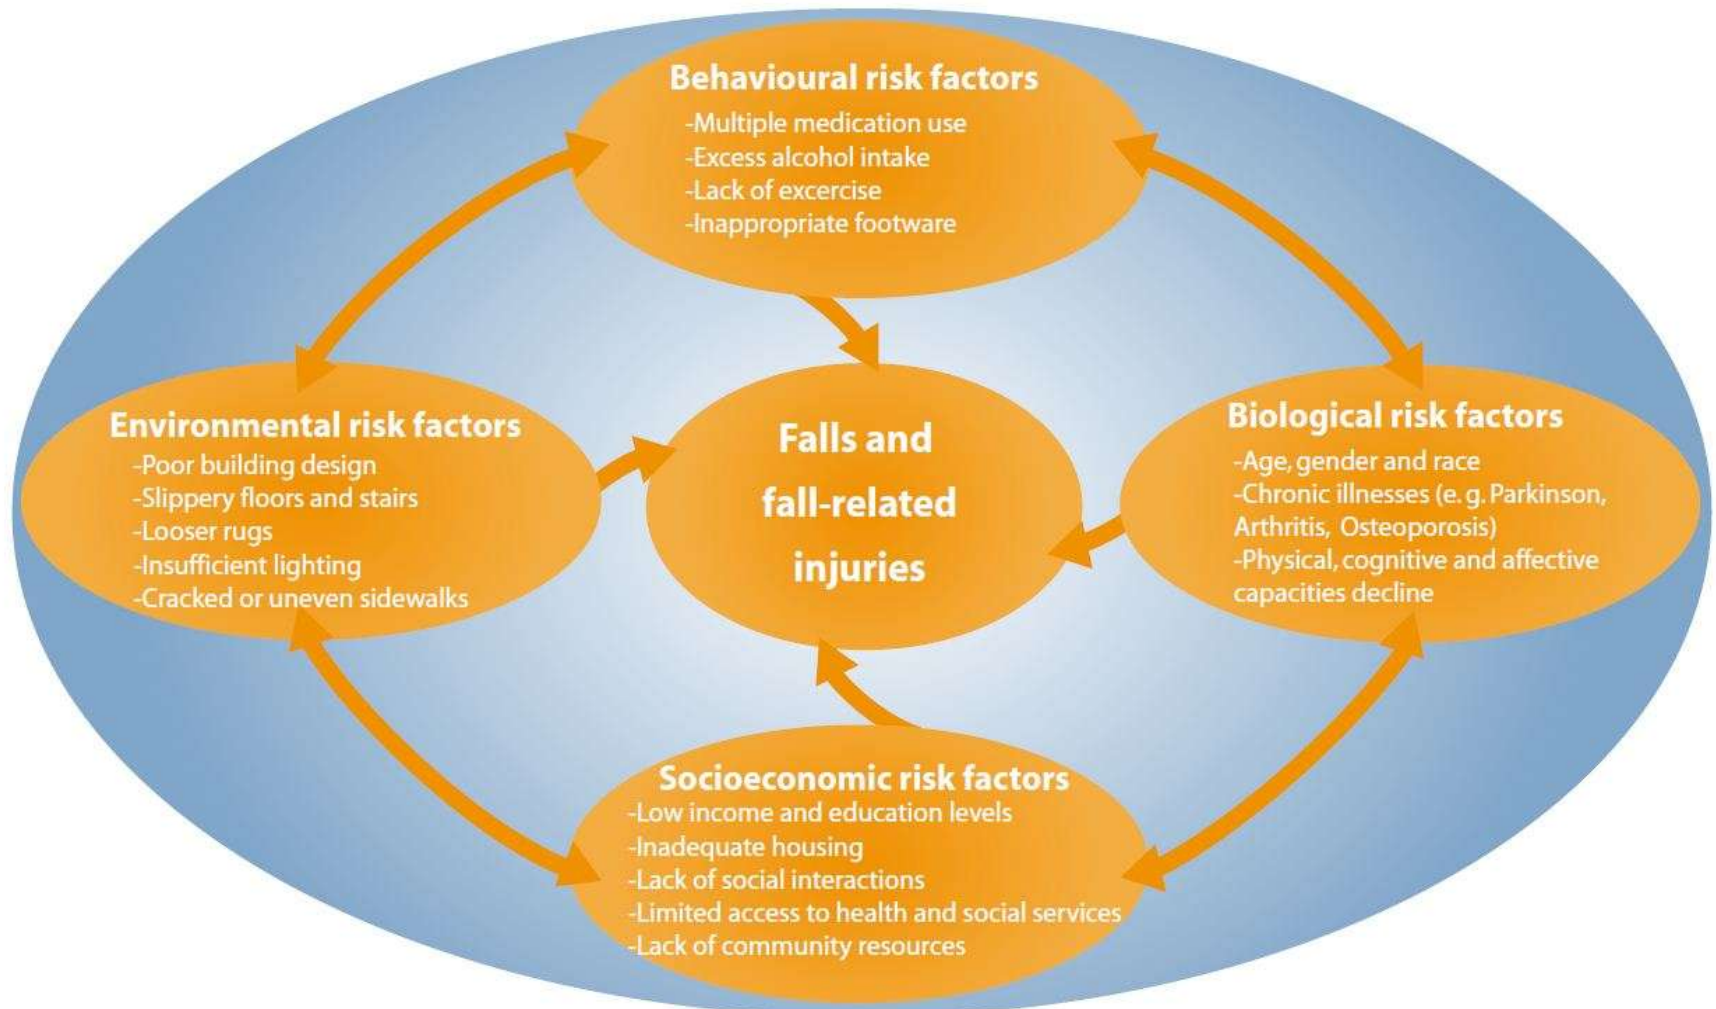 Behavioural risk factors
-Multiple medication use
-Excess alcohol intake
-Lack of excercise
-Inappropriate footware
Environmental risk factors
-Poor building design
-Slippery floors and stairs
-Looser rugs
-Insufficient lighting
-Cracked or uneven sidewalks
Falls and
fall-related
injuries
Biological risk factors
-Age, gender and race
-Chronic illnesses (e. g. Parkinson,
Arthritis, Osteoporosis)
-Physical, cognitive and affective
capacities decline
Socioeconomic risk factors
-Low income and education levels
-Inadequate housing
-Lack of social interactions
-Limited access to health and social services
-Lack of community resources